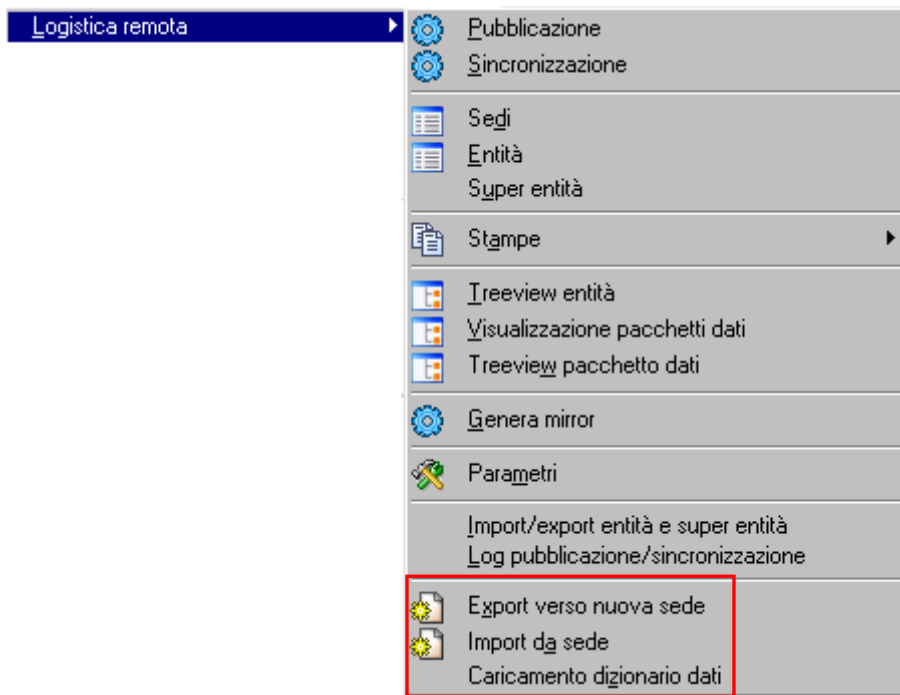 Logistica remota
Pubblicazione
Sincronizzazione
Sedi
Entità
Super entità
Stampe
Treeview entità
Visualizzazione pacchetti dati
Treeview pacchetto dati
Genera mirror
Parametri
Import/export entità e super entità
Log pubblicazione/sincronizzazione
Export verso nuova sede
Import da sede
Caricamento dizionario dati